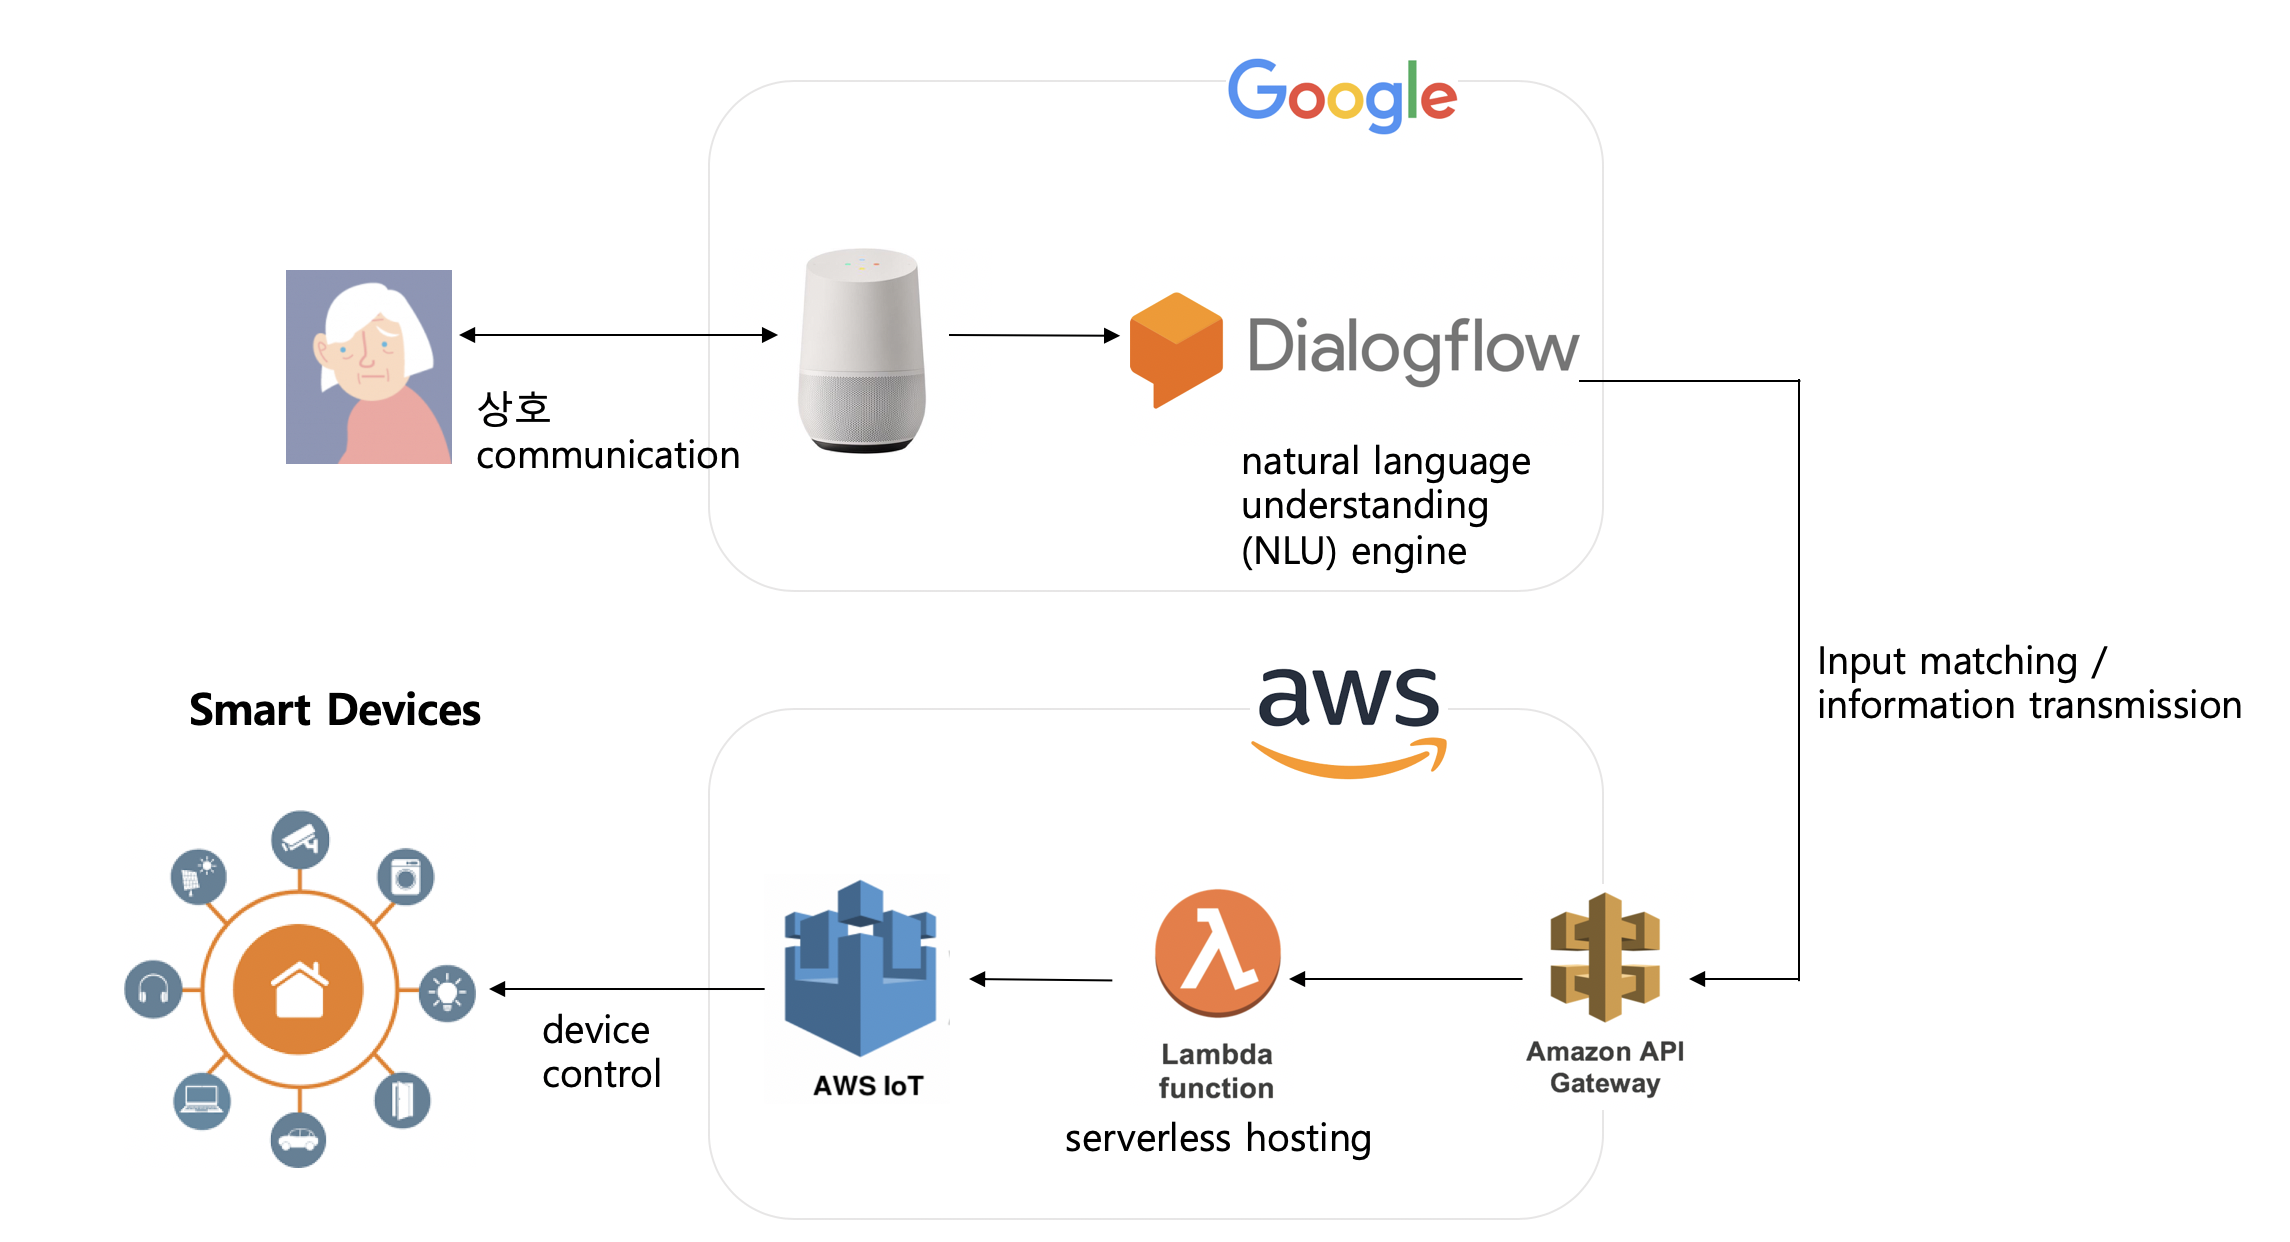 Google
Dialogflow
상호
communication
natural language
understanding
(NLU) engine
Input matching /
information transmission
aws
Smart Devices
AWS IoT
Lambda
function
Amazon API
Gateway
device
control
serverless hosting